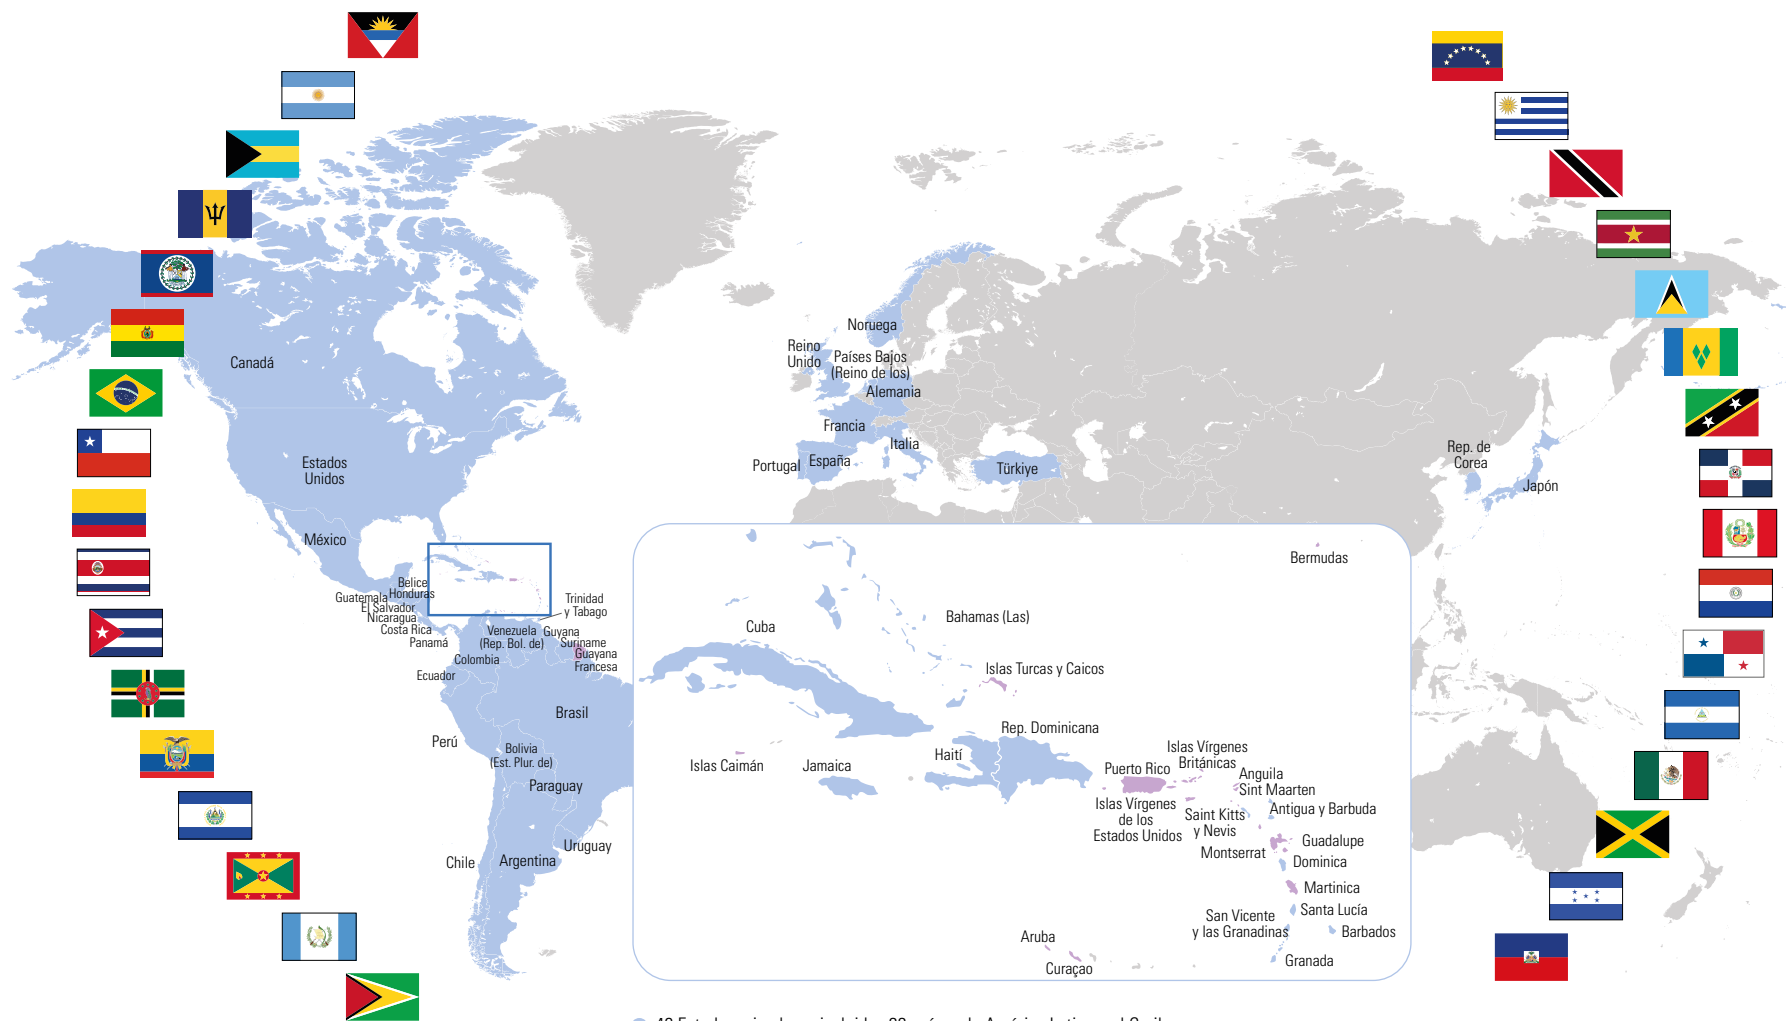 Noruega
Reino
Unido
Países Bajos
(Reino de los)
Canadá
Alemania
Francia
Italia
Rep. de
Corea
Estados
Unidos
Portugal
España
Türkiye
Japón
México
Bermudas
Belice
Honduras
Guatemala
El Salvador
Nicaragua
Costa Rica
Panamá
Trinidad
y Tabago
Venezuela
(Rep. Bol. de)
Guyana
Suriname
Guayana
Francesa
Colombia
Ecuador
Cuba
Bahamas (Las)
Islas Turcas y Caicos
Brasil
Perú
Bolivia
(Est. Plur. de)
Paraguay
Rep. Dominicana
Haití
Islas Caimán
Jamaica
Puerto Rico
Islas Vírgenes
Británicas
Anguila
Sint Maarten
Islas Vírgenes
de los
Estados Unidos
Saint Kitts
y Nevis
Antigua y Barbuda
Montserrat
Guadalupe
Dominica
Uruguay
Chile
Argentina
Martinica
Santa Lucía
San Vicente
y las Granadinas
Barbados
Aruba
Curaçao
Granada